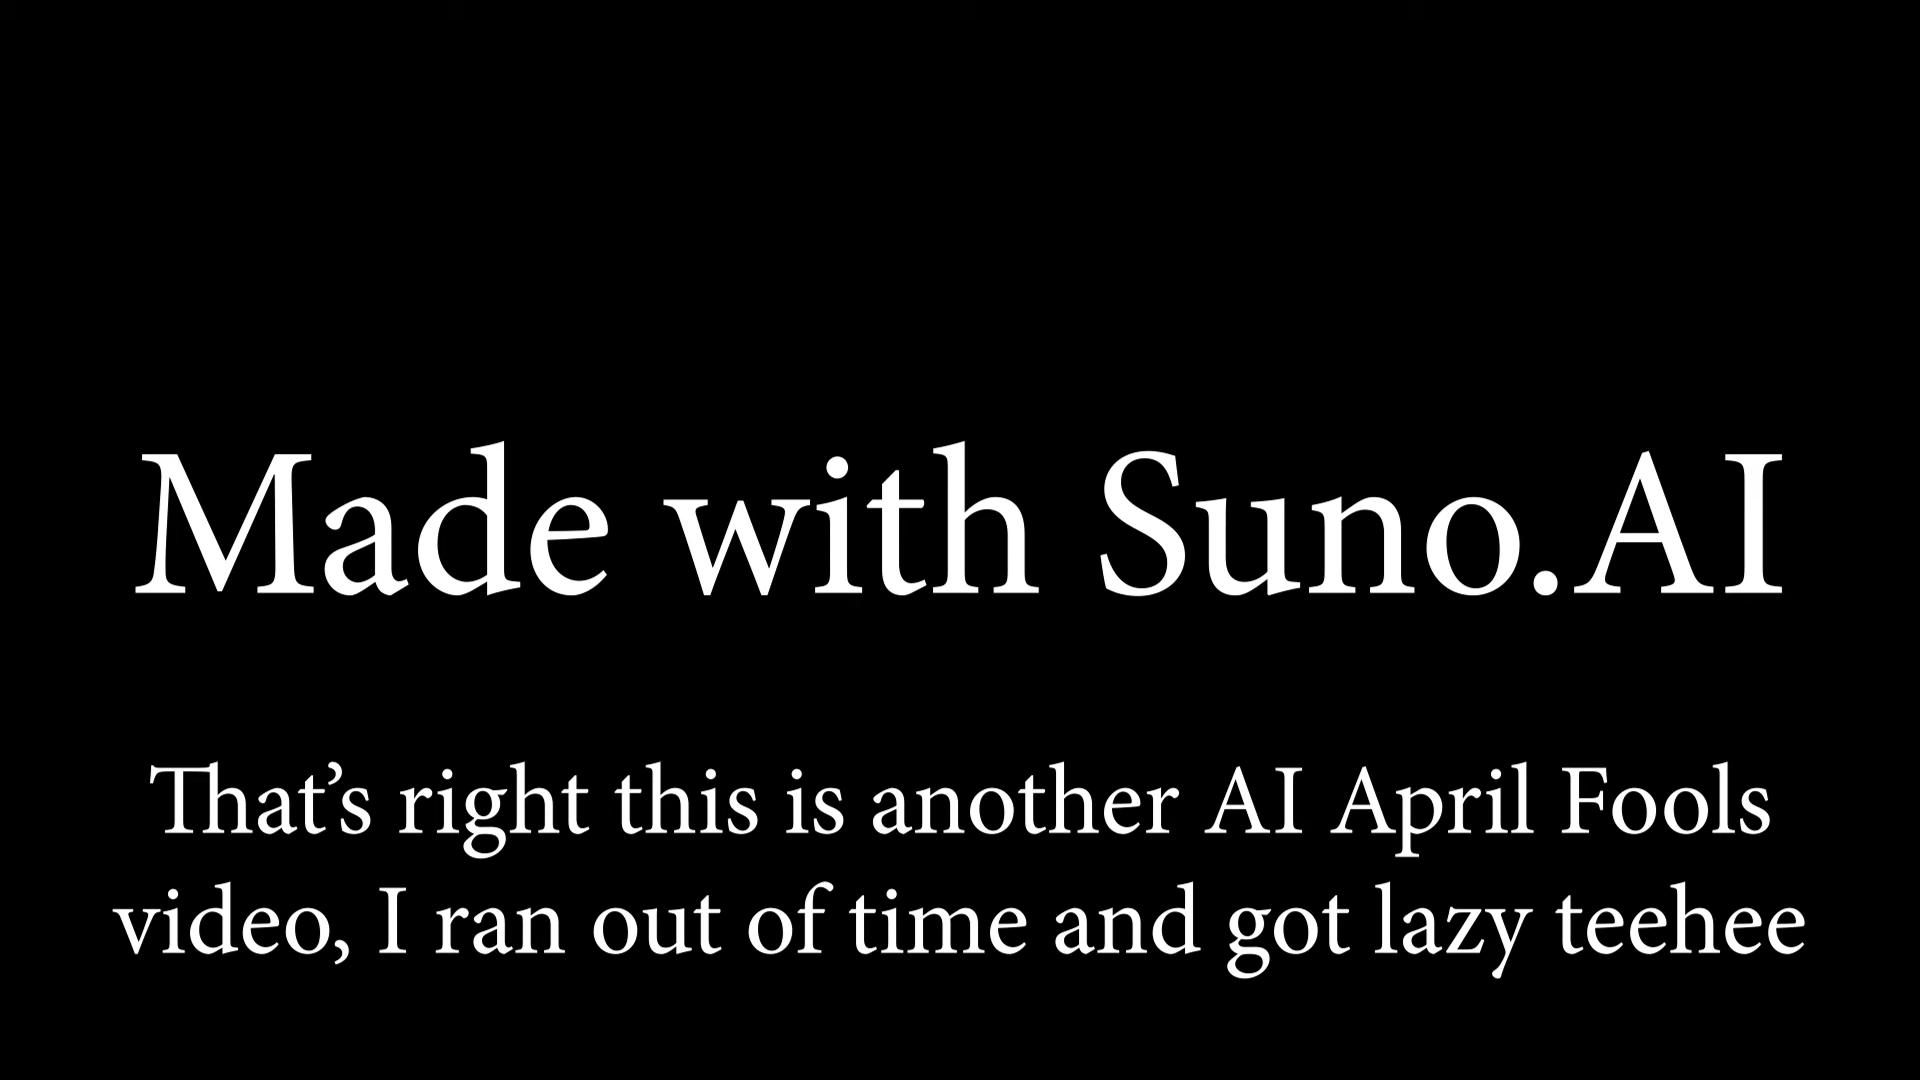 Made with Suno.AI
That’s right this is another AI April Fools
video, I ran out of time and got lazy teehee